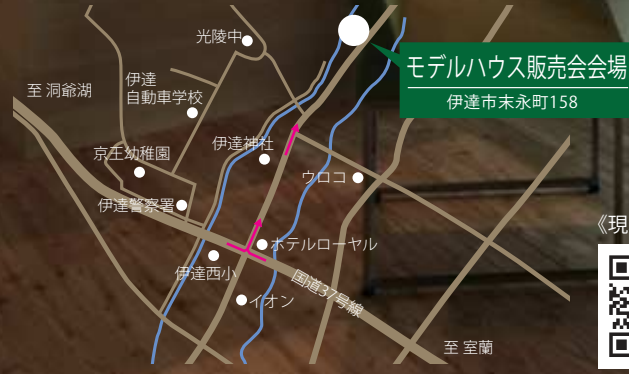 光陵中
モデルハウス販売会会場
伊達市末永町158
至 洞爺湖
伊達
自動車学校
京王幼稚園
伊達神社
ウロコ
伊達警察署
ホテルローヤル
伊達西小
国道37号線
イオン
至 室蘭
《現